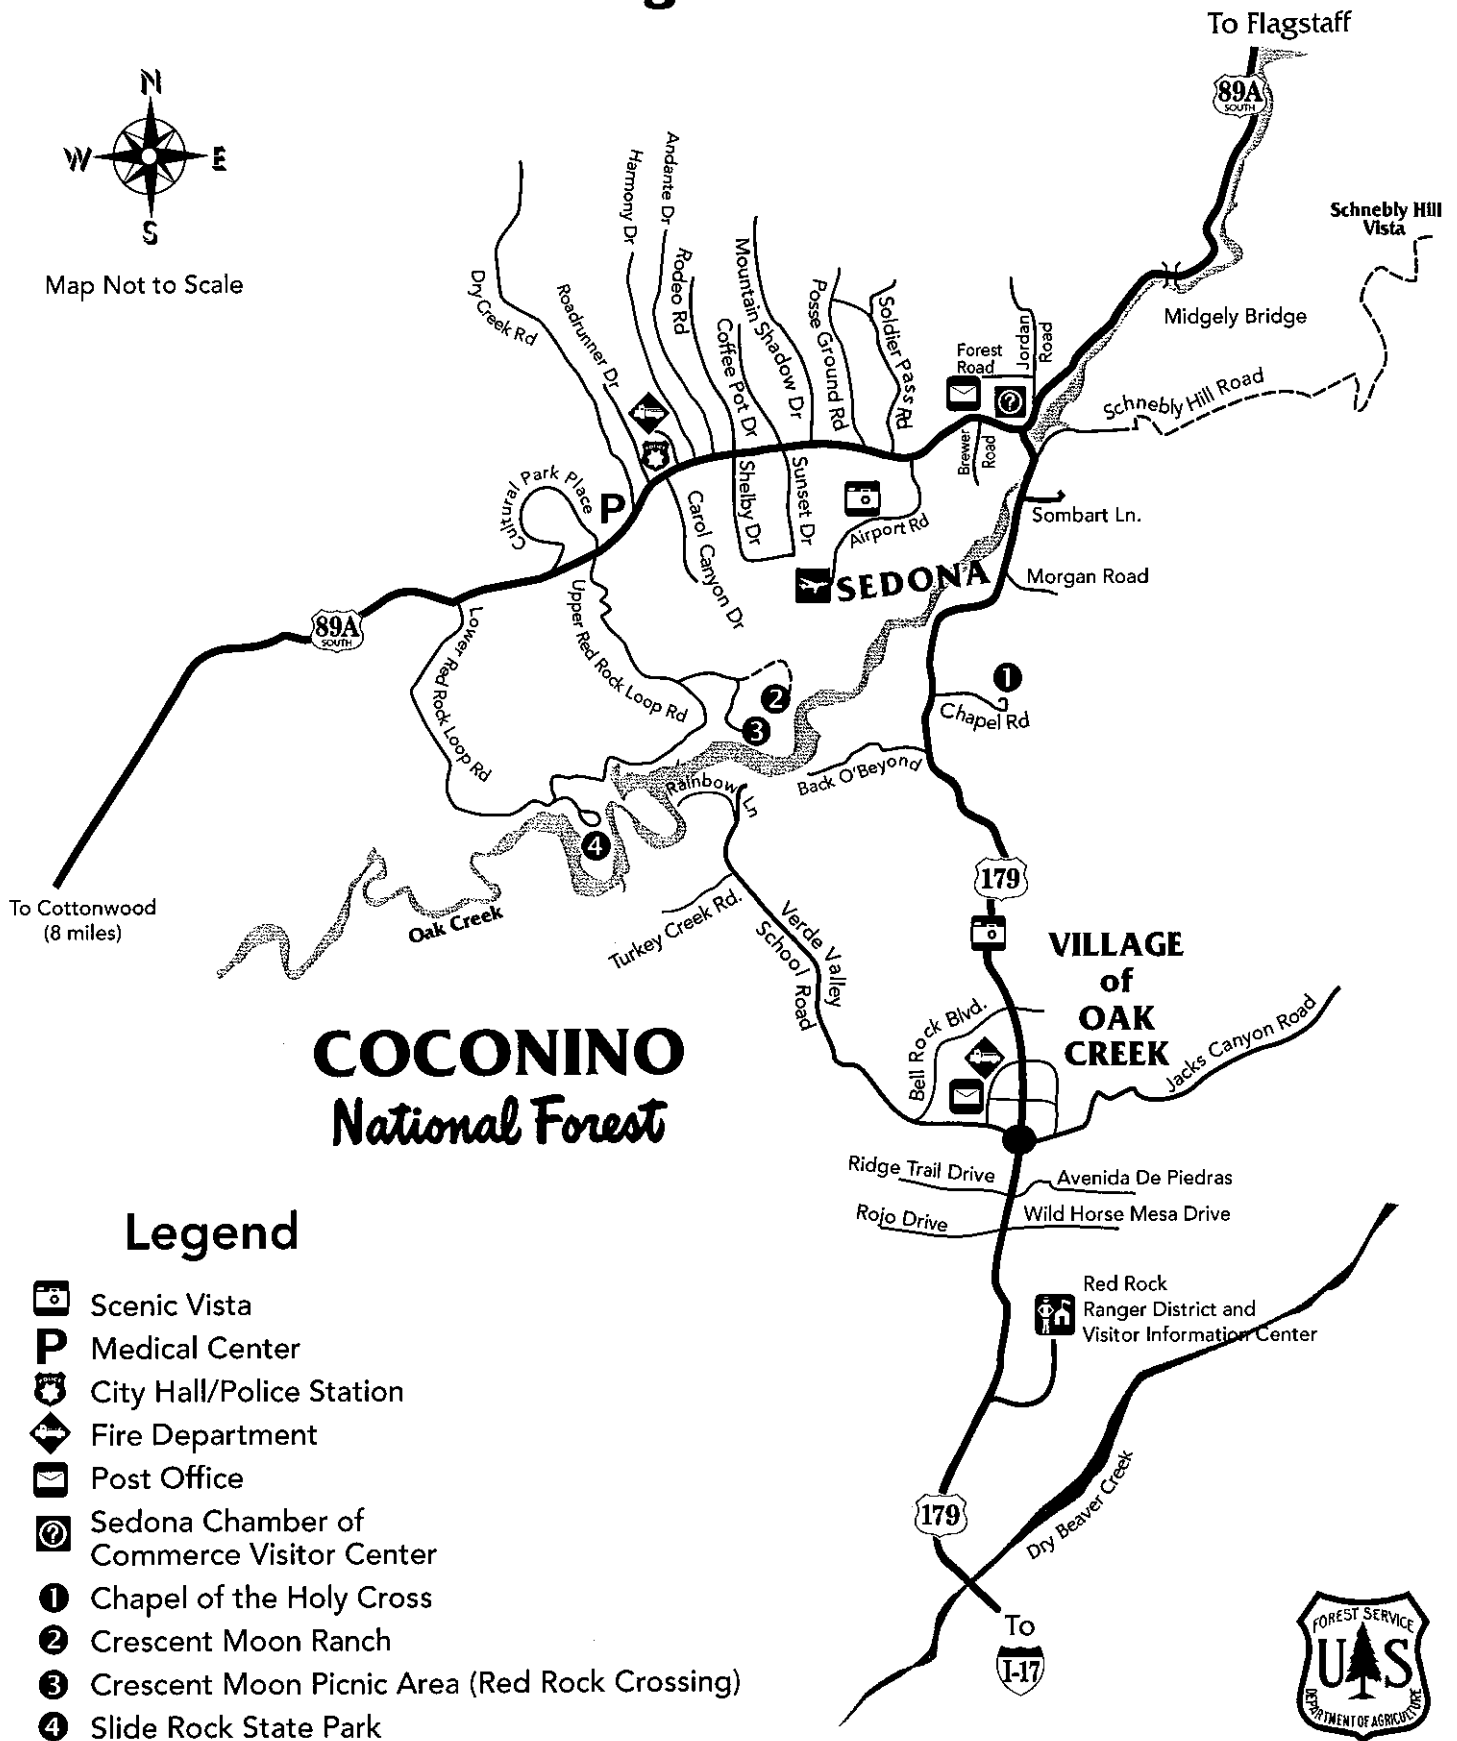 To Flagstaff
89A
SOUTH
N
W
E
S
Map Not to Scale
Schnebly Hill
Vista
Midgely Bridge
Schnebly Hill Road
Dry Creek Rd
Roadrunner Dr
Harmony Dr
Andante Dr
Rodeo Rd
Coffee Pot Dr
Mountain Shadow Dr
Posse Ground Rd
Soldier Pass Rd
Forest
Road
Jordan
Road
Brewer
Road
Cultural Park Place
P
Carol Canyon Dr
Shelby Dr
Sunset Dr
Airport Rd
SEDONA
Sombart Ln.
Morgan Road
89A
SOUTH
Lower Red Rock Loop Rd
Upper Red Rock Loop Rd
1
2
3
Chapel Rd
Back O'Beyond
Rainbow Ln
4
179
To Cottonwood
(8 miles)
Oak Creek
Turkey Creek Rd.
Verde Valley
School Road
VILLAGE
of
OAK
CREEK
Bell Rock Blvd.
Jacks Canyon Road
COCONINO
National Forest
Ridge Trail Drive
Avenida De Piedras
Rojo Drive
Wild Horse Mesa Drive
Red Rock
Ranger District and
Visitor Information Center
Dry Beaver Creek
179
To
I-17
Legend
Scenic Vista
P Medical Center
City Hall/Police Station
Fire Department
Post Office
? Sedona Chamber of
Commerce Visitor Center
1 Chapel of the Holy Cross
2 Crescent Moon Ranch
3 Crescent Moon Picnic Area (Red Rock Crossing)
4 Slide Rock State Park
FOREST SERVICE
U S
DEPARTMENT OF AGRICULTURE